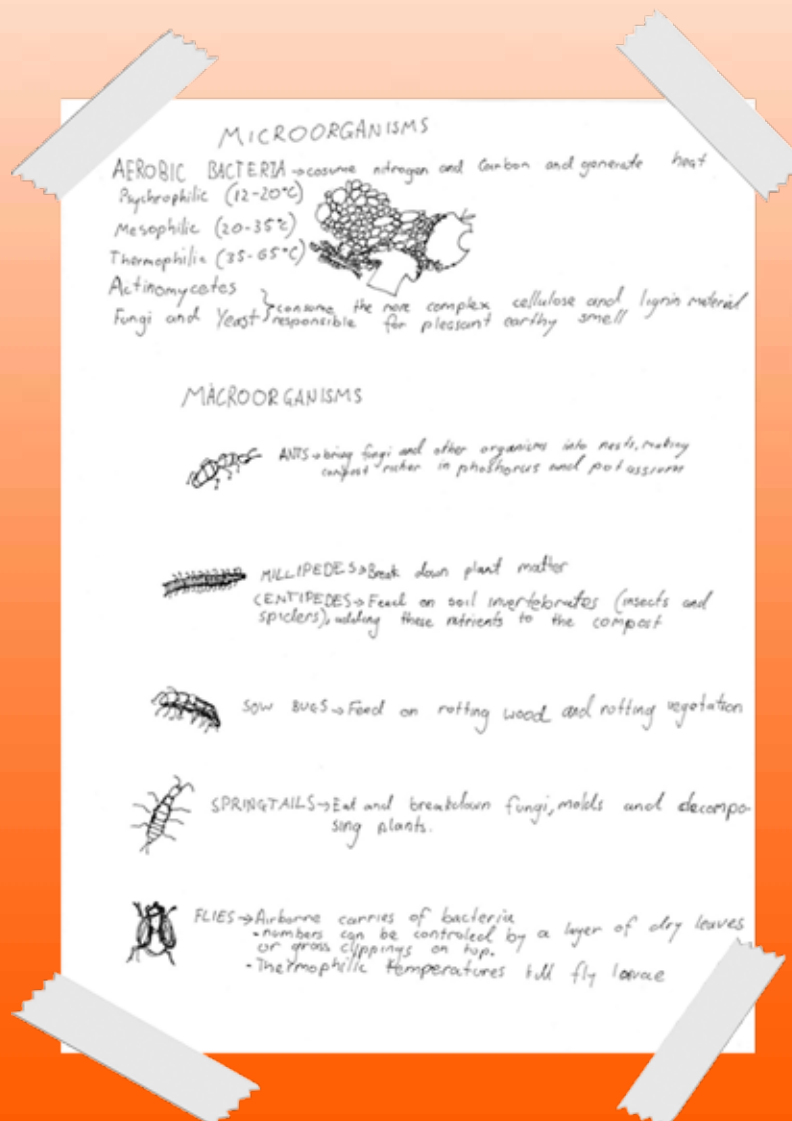 MICROORGANISMS
AEROBIC BACTERIA → cosume nitrogen and Carbon and generate heat
Psychrophilic (12-20°C)
Mesophilic (20-35°C)
Thermophilic (35-65°C)
Actinomycetes
Fungi and Yeast } consume the more complex cellulose and lignin material
responsible for pleasant earthy smell
MACROORGANISMS
ANTS → bring fungi and other organisms into nests, making
compost richer in phoshorus and potassium
MILLIPEDES → Break down plant matter
CENTIPEDES → Feed on soil invertebrates (insects and
spiders), adding these nutrients to the compost
SOW BUGS → Feed on rotting wood and rotting vegetation
SPRINGTAILS → Eat and breakdown fungi, molds and decompo-
sing plants.
FLIES → Airborne carries of bacteria
• numbers can be controled by a layer of dry leaves
or grass clippings on top.
• Thermophilic temperatures kill fly larvae